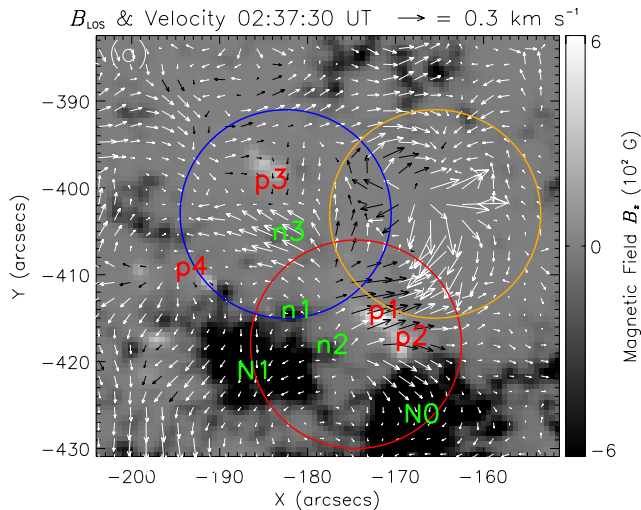 B_LOS & Velocity 02:37:30 UT → = 0.3 km s⁻¹
(a)
−390
−400
−410
−420
−430
Y (arcsecs)
−200 −190 −180 −170 −160
X (arcsecs)
p3
n3
p4
n1
p1
n2
p2
N1
N0
6
0
−6
Magnetic Field B_z (10² G)